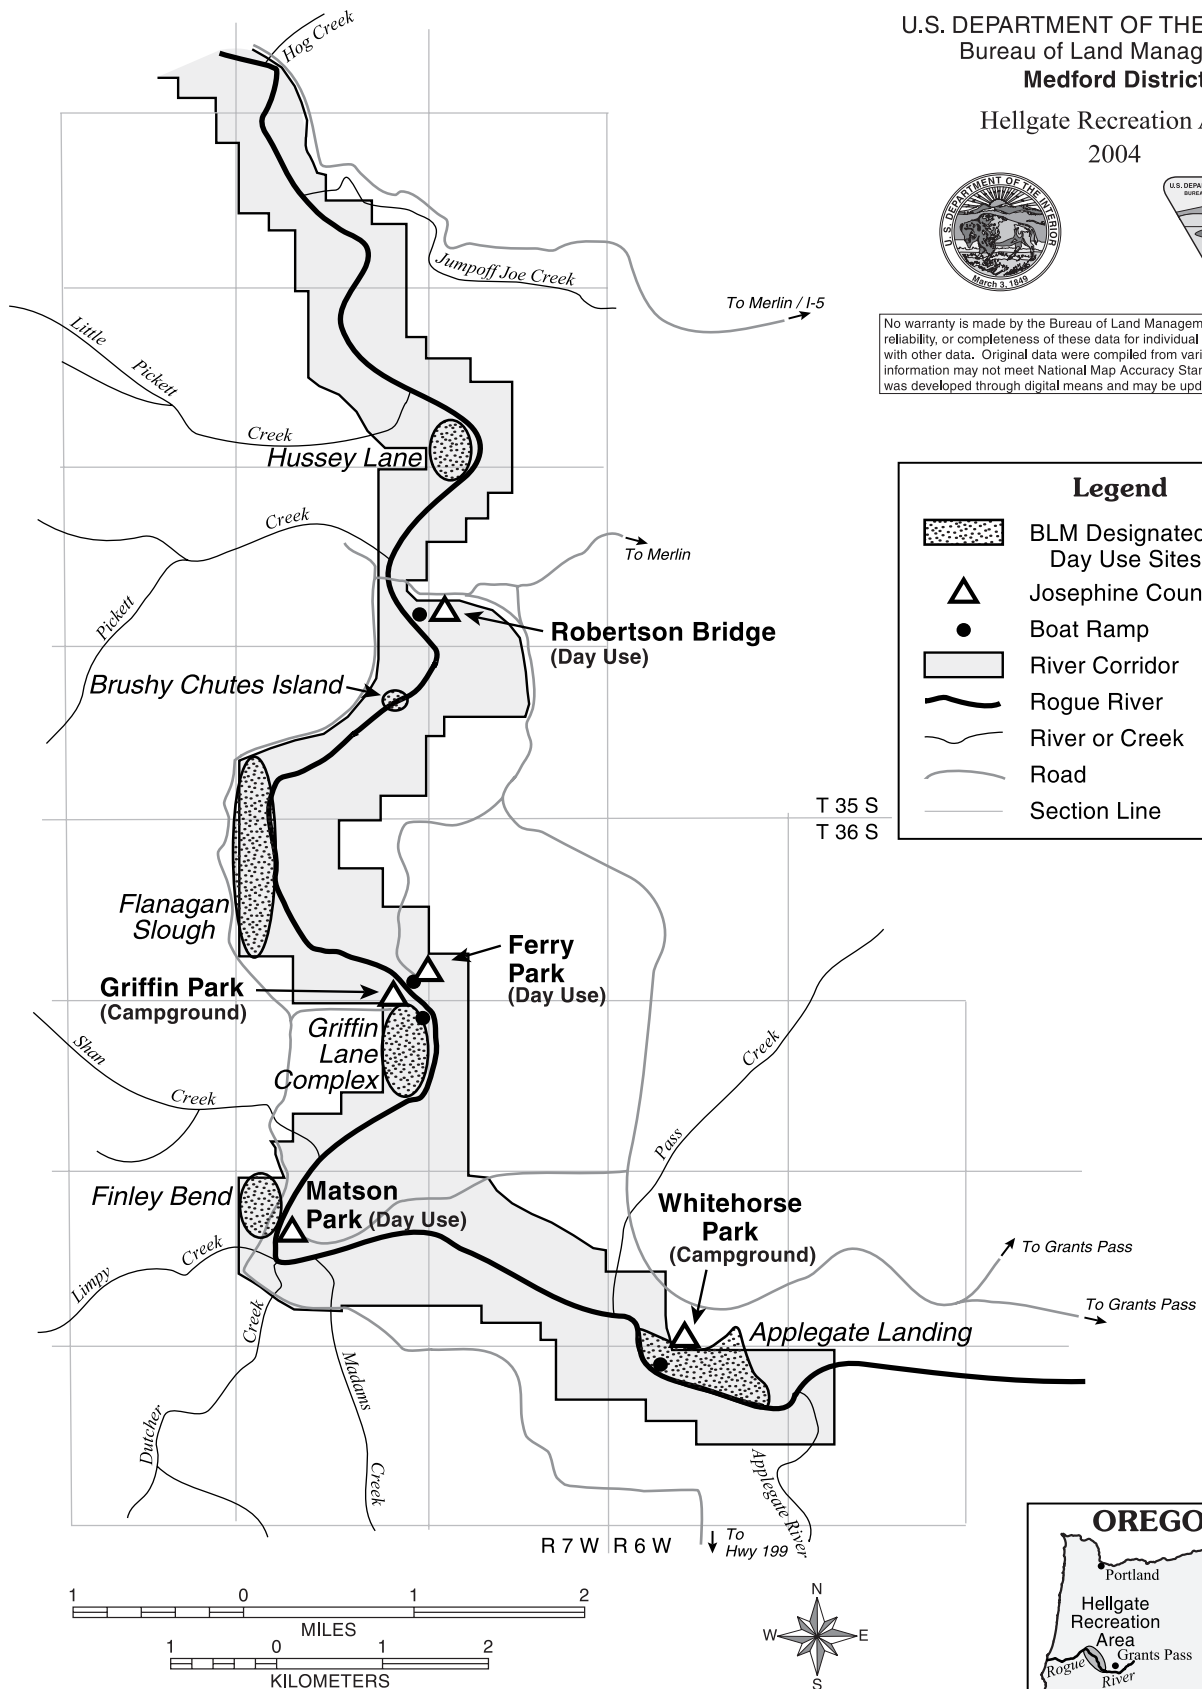 U.S. DEPARTMENT OF THE
Bureau of Land Manag
Medford District
Hellgate Recreation A
2004
U.S. DEPARTMENT OF THE INTERIOR
March 3, 1849
U.S. DEPA
BUREA
No warranty is made by the Bureau of Land Managem
reliability, or completeness of these data for individual
with other data. Original data were compiled from vari
information may not meet National Map Accuracy Stan
was developed through digital means and may be upd
Legend
BLM Designated
Day Use Sites
Josephine Coun
Boat Ramp
River Corridor
Rogue River
River or Creek
Road
Section Line
Hog Creek
Jumpoff Joe Creek
To Merlin / I-5
Little
Pickett
Creek
Hussey Lane
Creek
Pickett
To Merlin
Robertson Bridge
(Day Use)
Brushy Chutes Island
T 35 S
T 36 S
Flanagan
Slough
Ferry
Park
(Day Use)
Griffin Park
(Campground)
Griffin
Lane
Complex
Shan
Creek
Creek
Pass
Finley Bend
Matson
Park (Day Use)
Whitehorse
Park
(Campground)
Limpy
Creek
To Grants Pass
To Grants Pass
Applegate Landing
Creek
Dutcher
Madams
Creek
Applegate River
R 7 W
R 6 W
To
Hwy 199
1 0 1 2
MILES
1 0 1 2
KILOMETERS
N
W E
S
OREGO
Portland
Hellgate
Recreation
Area
Grants Pass
Rogue
River